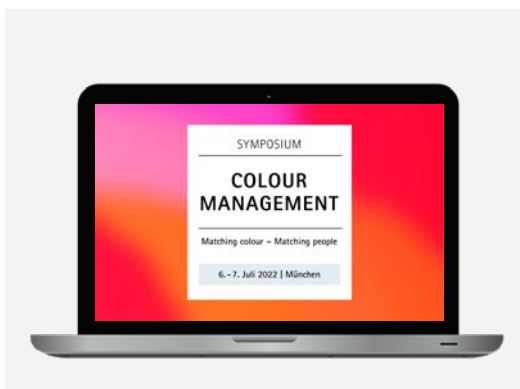 SYMPOSIUM
COLOUR
MANAGEMENT
Matching colour – Matching people
6.–7. Juli 2022 | München